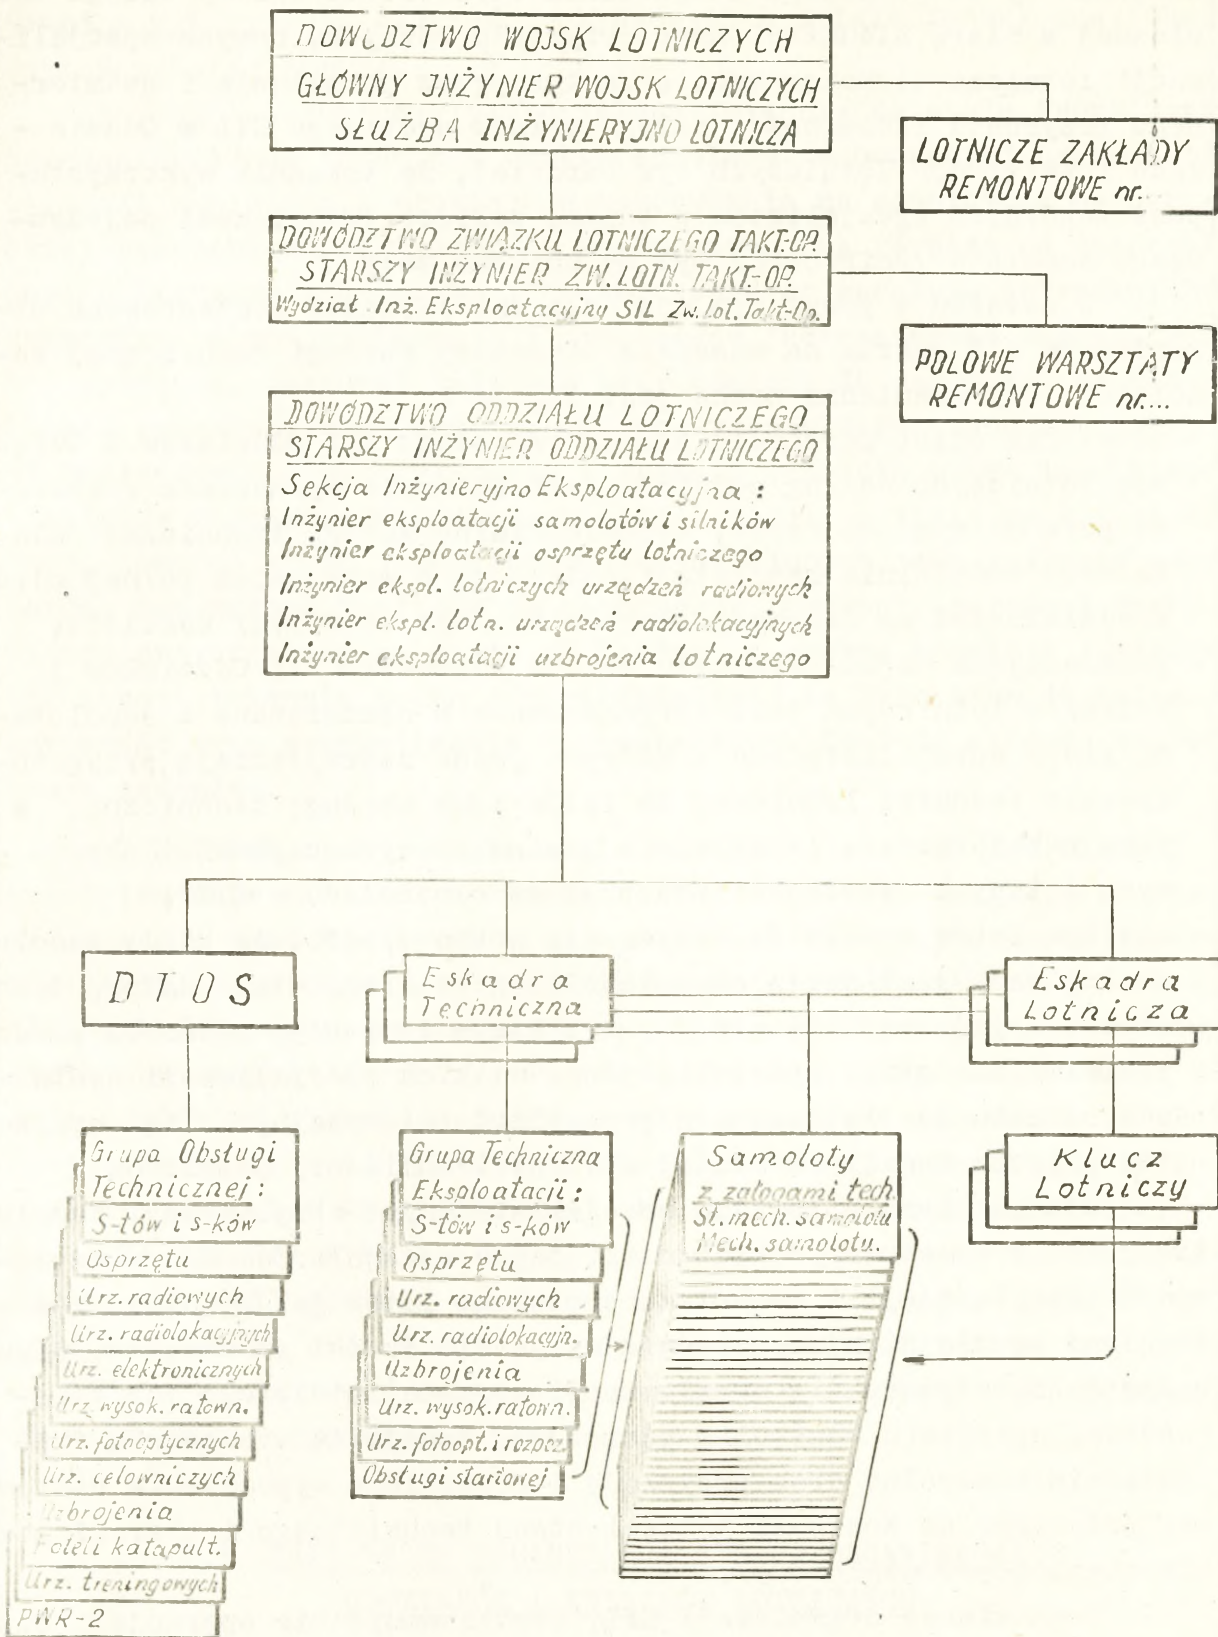 DOWÓDZTWO WOJSK LOTNICZYCH
GŁÓWNY INŻYNIER WOJSK LOTNICZYCH
SŁUŻBA INŻYNIERYJNO LOTNICZA
LOTNICZE ZAKŁADY
REMONTOWE nr...
DOWÓDZTWO ZWIĄZKU LOTNICZEGO TAKT-OP.
STARSZY INŻYNIER ZW. LOTN. TAKT.-OP.
Wydział Inż. Eksploatacyjny SIL Zw. Lot. Takt-Op.
POLOWE WARSZTATY
REMONTOWE nr...
DOWÓDZTWO ODDZIAŁU LOTNICZEGO
STARSZY INŻYNIER ODDZIAŁU LOTNICZEGO
Sekcja Inżynieryjno Eksploatacyjna :
Inżynier eksploatacji samolotów i silników
Inżynier eksploatacji osprzętu lotniczego
Inżynier ekspl. lotniczych urządzeń radiowych
Inżynier ekspl. lotn. urządzeń radiolokacyjnych
Inżynier eksploatacji uzbrojenia lotniczego
DTOS
Eskadra
Techniczna
Eskadra
Lotnicza
Grupa Obsługi
Technicznej :
S-tów i s-ków
Osprzętu
Urz. radiowych
Urz. radiolokacyjnych
Urz. elektronicznych
Urz. wysok. ratown.
Urz. fotooptycznych
Urz. celowniczych
Uzbrojenia
Foteli katapult.
Urz. treningowych
PWR-2
Grupa Techniczna
Eksploatacji :
S-tów i s-ków
Osprzętu
Urz. radiowych
Urz. radiolokacyjn.
Uzbrojenia
Urz. wysok. ratown.
Urz. fotoopt. i rozpoz.
Obsługi startowej
Samoloty
z załogami tech.
St. mech. samolotu
Mech. samolotu.
Klucz
Lotniczy